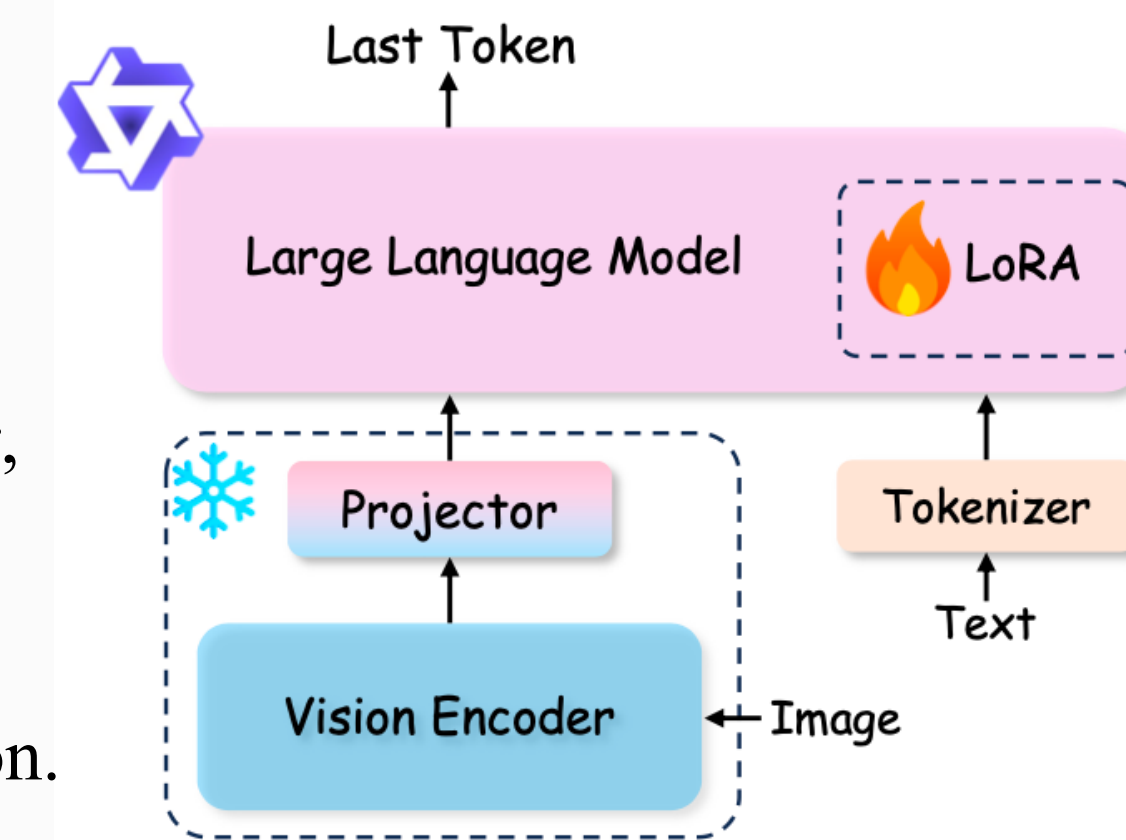 Last Token
Large Language Model
LoRA
Projector
Tokenizer
Text
Vision Encoder
Image